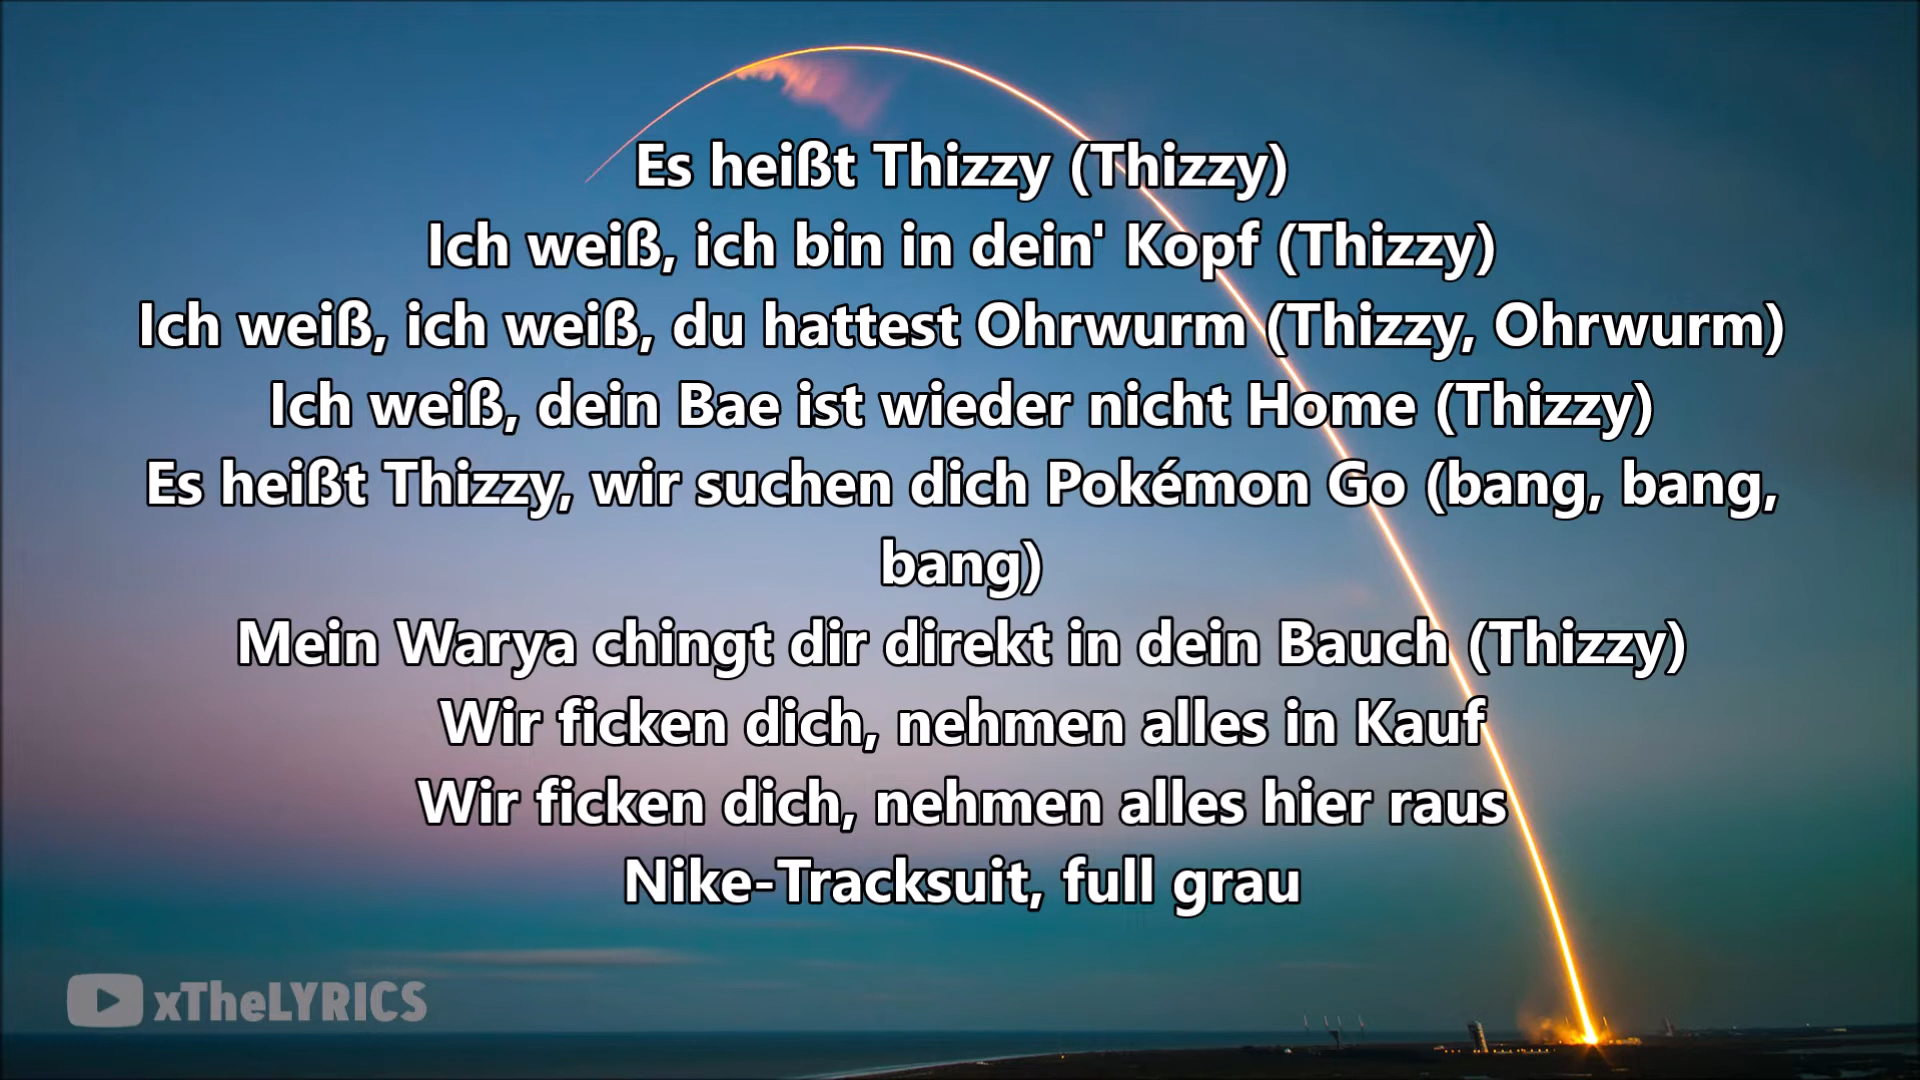 Es heißt Thizzy (Thizzy)
Ich weiß, ich bin in dein' Kopf (Thizzy)
Ich weiß, ich weiß, du hattest Ohrwurm (Thizzy, Ohrwurm)
Ich weiß, dein Bae ist wieder nicht Home (Thizzy)
Es heißt Thizzy, wir suchen dich Pokémon Go (bang, bang,
bang)
Mein Warya chingt dir direkt in dein Bauch (Thizzy)
Wir ficken dich, nehmen alles in Kauf
Wir ficken dich, nehmen alles hier raus
Nike-Tracksuit, full grau
xTheLYRICS